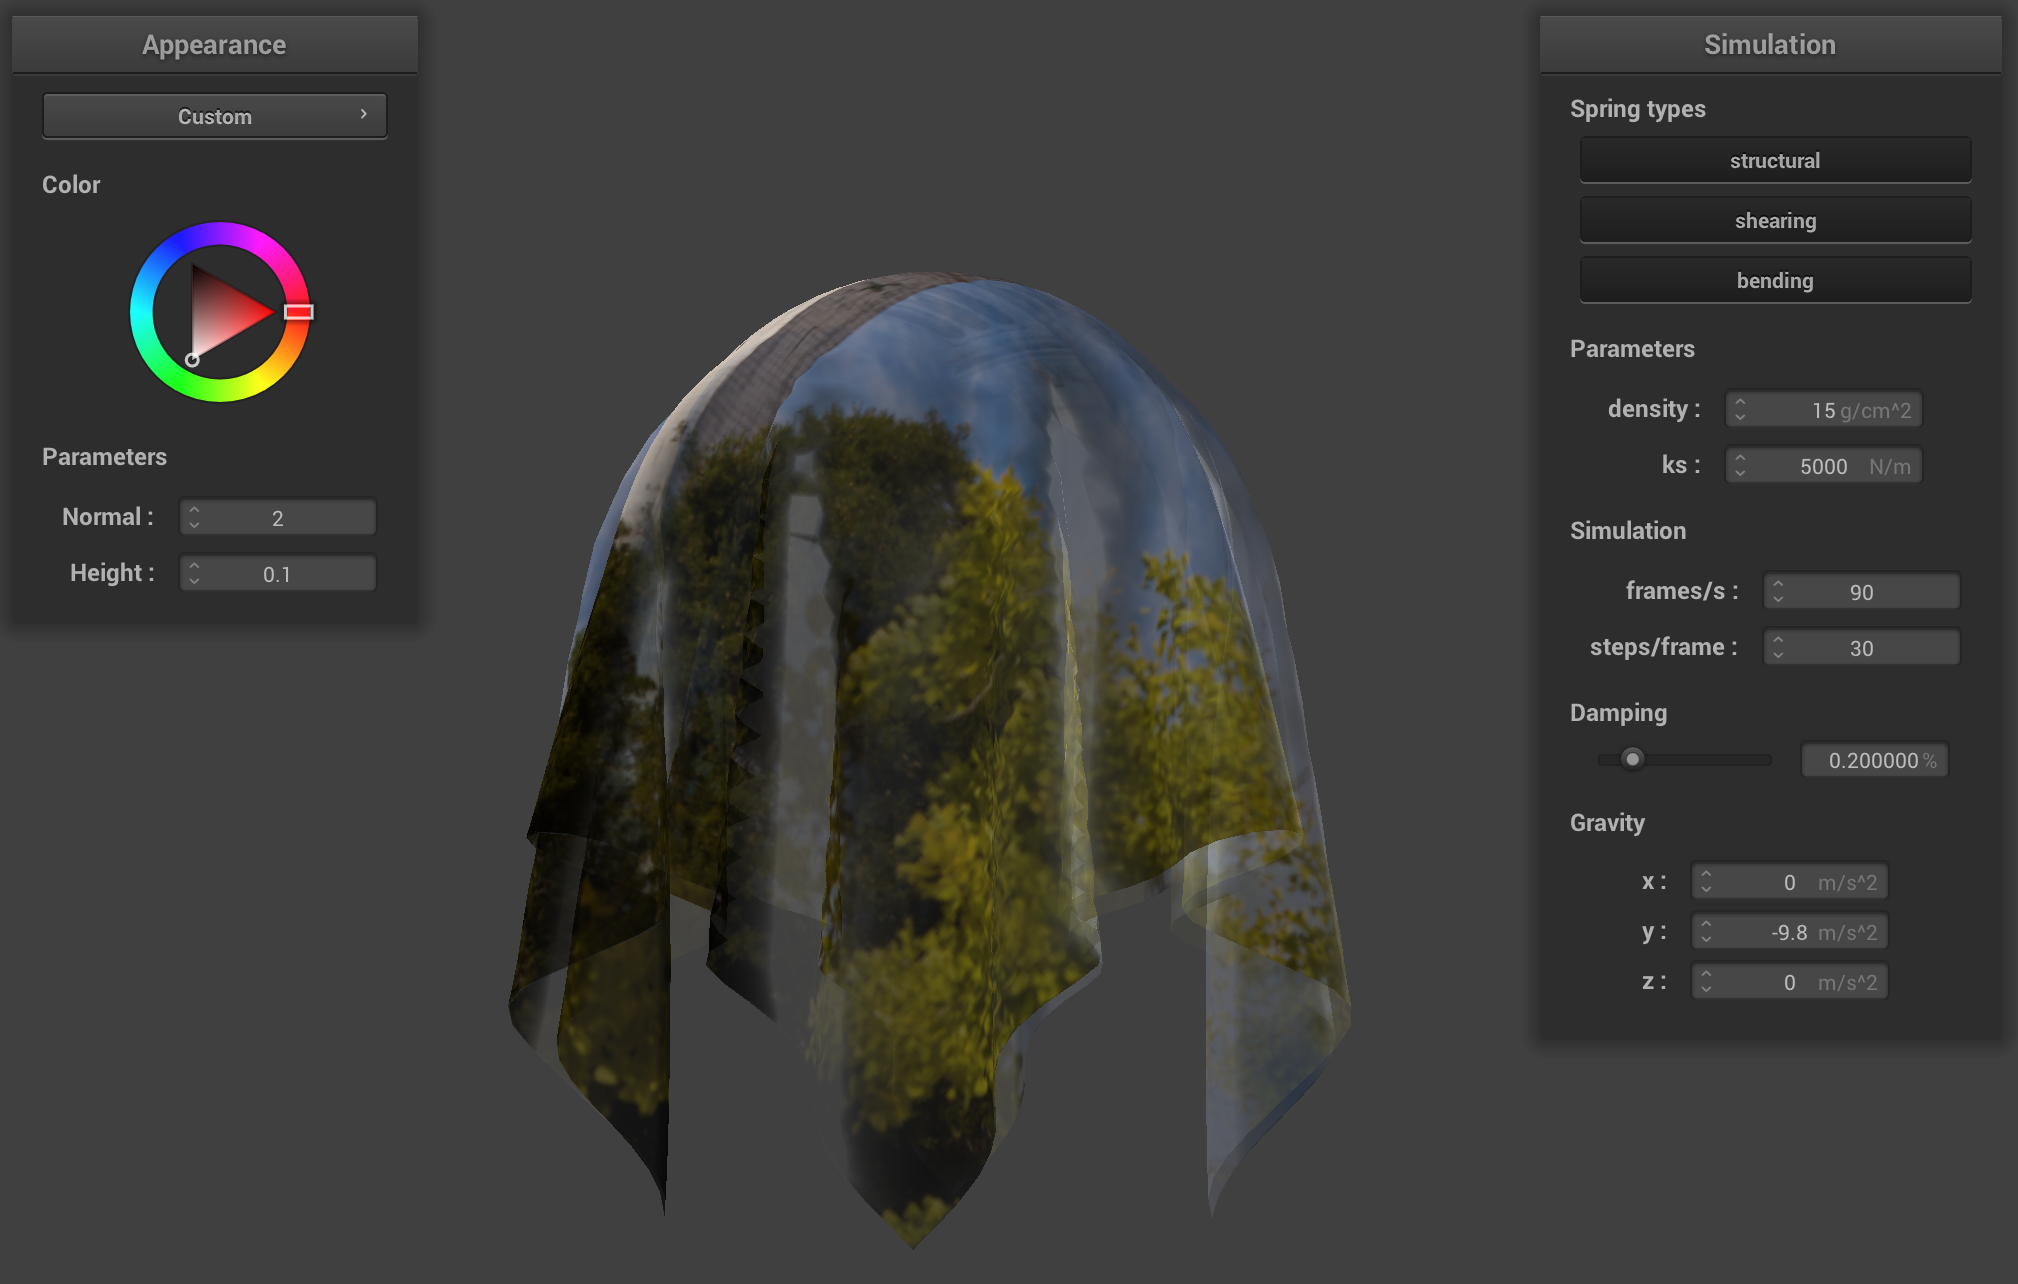 Appearance
Custom
Color
Parameters
Normal : 2
Height : 0.1
Simulation
Spring types
structural
shearing
bending
Parameters
density : 15 g/cm^2
ks : 5000 N/m
Simulation
frames/s : 90
steps/frame : 30
Damping
0.200000 %
Gravity
x : 0 m/s^2
y : -9.8 m/s^2
z : 0 m/s^2